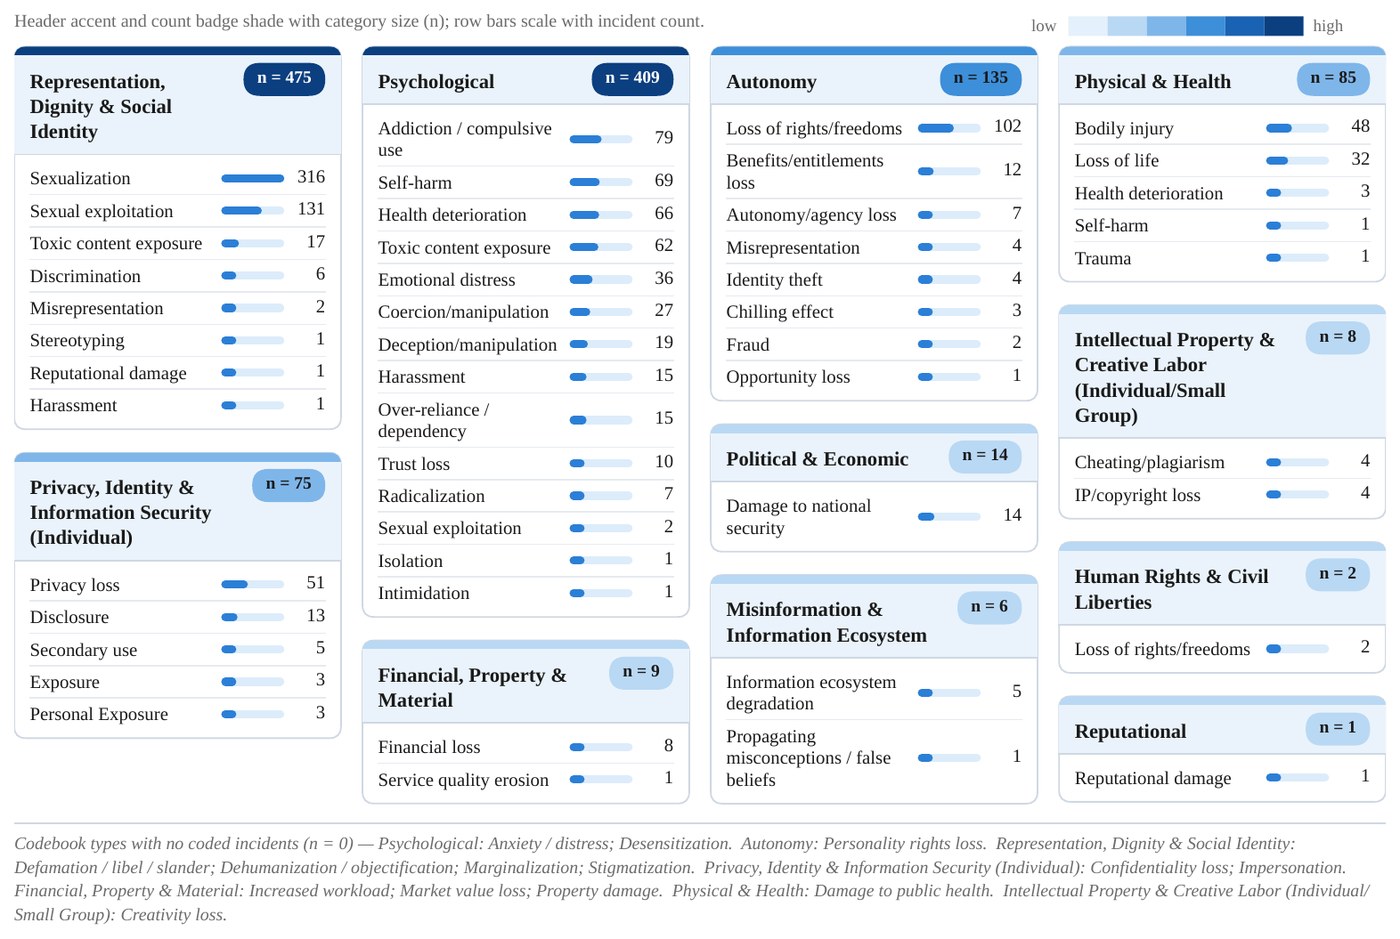 Header accent and count badge shade with category size (n); row bars scale with incident count.
low high
Representation,
Dignity & Social
Identity
n = 475
Sexualization 316
Sexual exploitation 131
Toxic content exposure 17
Discrimination 6
Misrepresentation 2
Stereotyping 1
Reputational damage 1
Harassment 1
Privacy, Identity &
Information Security
(Individual)
n = 75
Privacy loss 51
Disclosure 13
Secondary use 5
Exposure 3
Personal Exposure 3
Psychological n = 409
Addiction / compulsive
use 79
Self-harm 69
Health deterioration 66
Toxic content exposure 62
Emotional distress 36
Coercion/manipulation 27
Deception/manipulation 19
Harassment 15
Over-reliance /
dependency 15
Trust loss 10
Radicalization 7
Sexual exploitation 2
Isolation 1
Intimidation 1
Financial, Property &
Material
n = 9
Financial loss 8
Service quality erosion 1
Autonomy n = 135
Loss of rights/freedoms 102
Benefits/entitlements
loss 12
Autonomy/agency loss 7
Misrepresentation 4
Identity theft 4
Chilling effect 3
Fraud 2
Opportunity loss 1
Political & Economic n = 14
Damage to national
security 14
Misinformation &
Information Ecosystem
n = 6
Information ecosystem
degradation 5
Propagating
misconceptions / false
beliefs 1
Physical & Health n = 85
Bodily injury 48
Loss of life 32
Health deterioration 3
Self-harm 1
Trauma 1
Intellectual Property &
Creative Labor
(Individual/Small
Group)
n = 8
Cheating/plagiarism 4
IP/copyright loss 4
Human Rights & Civil
Liberties
n = 2
Loss of rights/freedoms 2
Reputational n = 1
Reputational damage 1
Codebook types with no coded incidents (n = 0) — Psychological: Anxiety / distress; Desensitization. Autonomy: Personality rights loss. Representation, Dignity & Social Identity:
Defamation / libel / slander; Dehumanization / objectification; Marginalization; Stigmatization. Privacy, Identity & Information Security (Individual): Confidentiality loss; Impersonation.
Financial, Property & Material: Increased workload; Market value loss; Property damage. Physical & Health: Damage to public health. Intellectual Property & Creative Labor (Individual/
Small Group): Creativity loss.